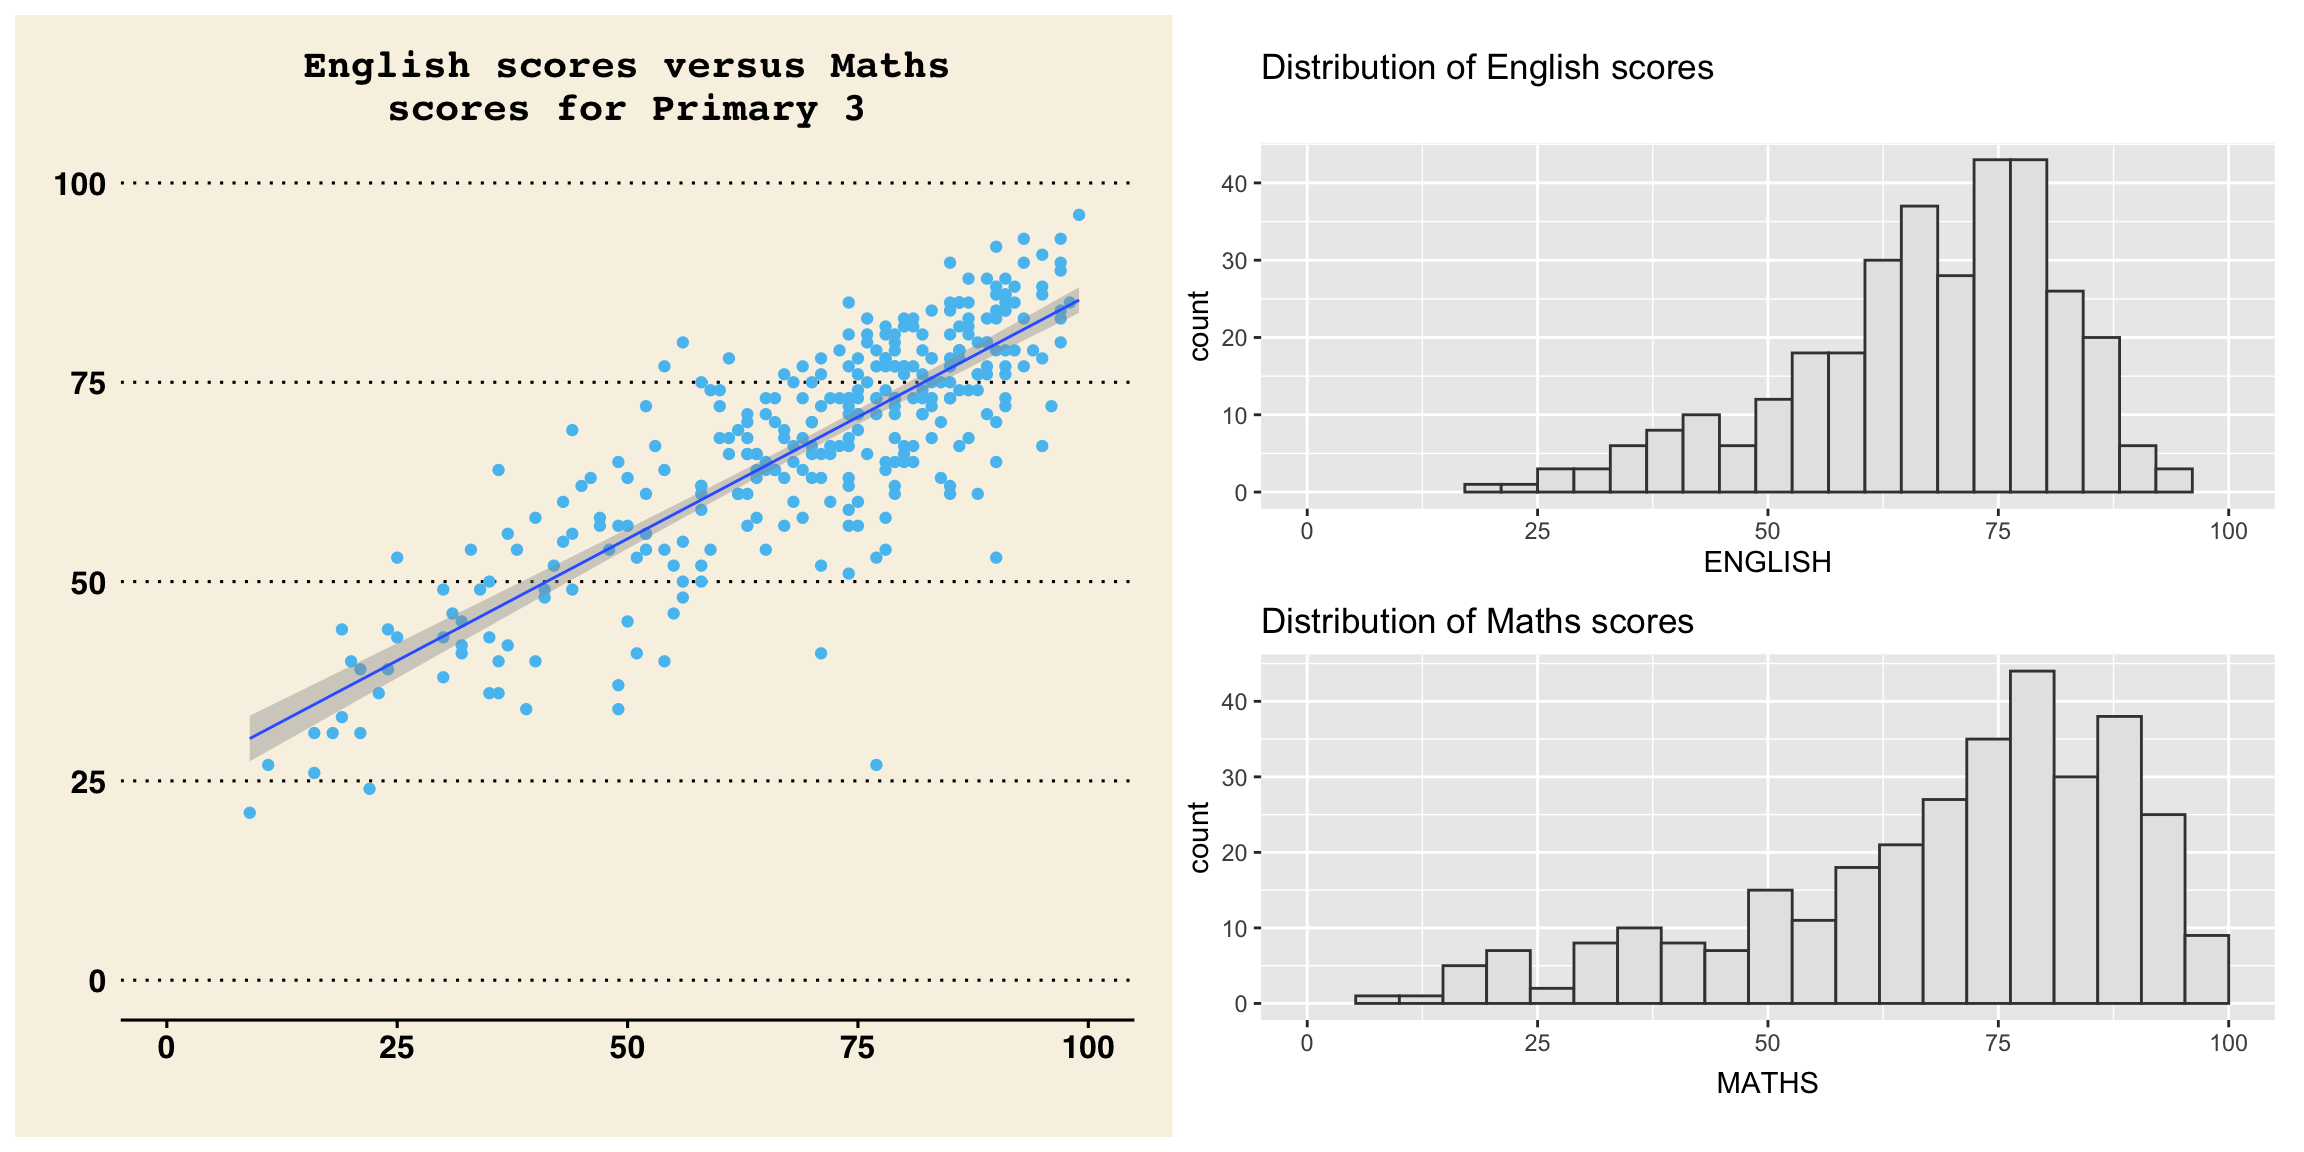 English scores versus Maths
scores for Primary 3
100
75
50
25
0
0 25 50 75 100
Distribution of English scores
count
40
30
20
10
0
0 25 50 75 100
ENGLISH
Distribution of Maths scores
count
40
30
20
10
0
0 25 50 75 100
MATHS